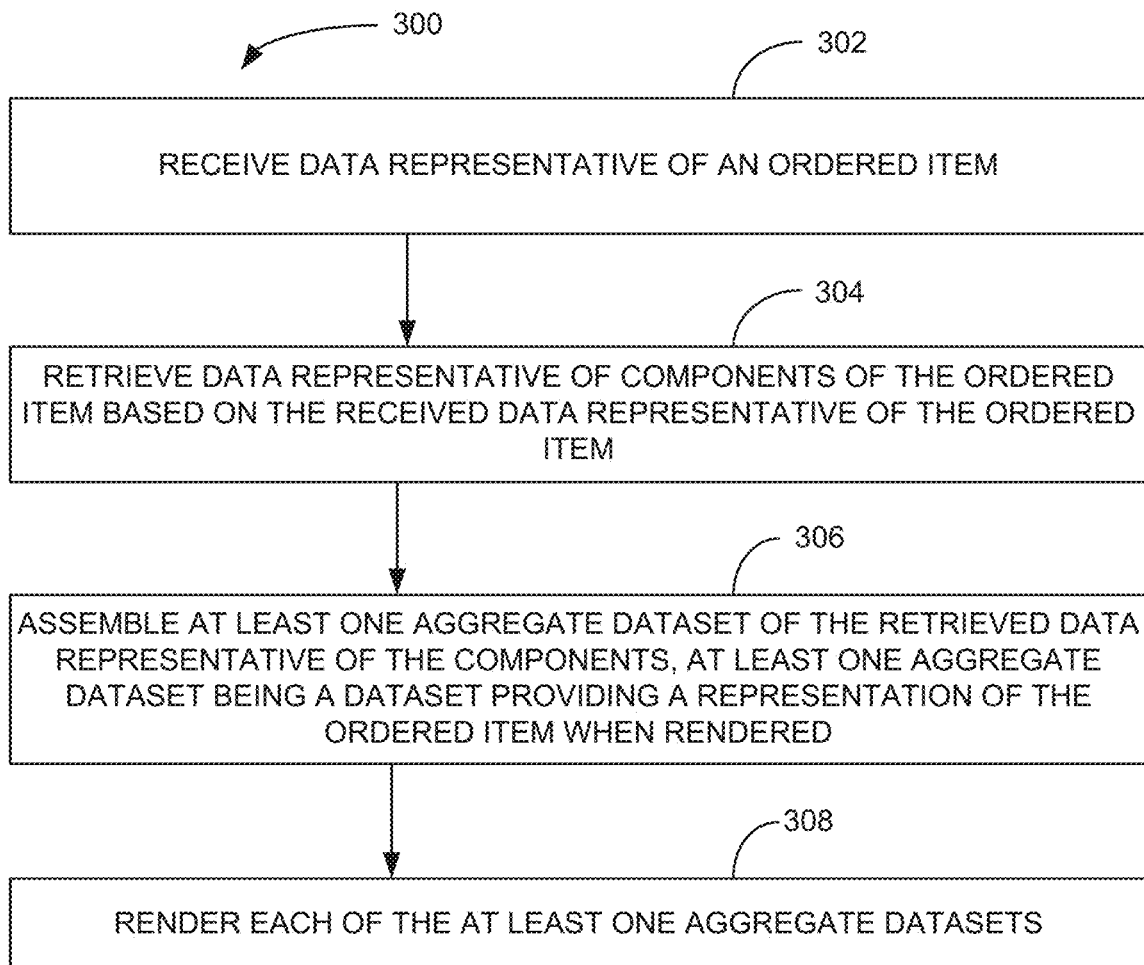 300
302
RECEIVE DATA REPRESENTATIVE OF AN ORDERED ITEM
304
RETRIEVE DATA REPRESENTATIVE OF COMPONENTS OF THE ORDERED
ITEM BASED ON THE RECEIVED DATA REPRESENTATIVE OF THE ORDERED
ITEM
306
ASSEMBLE AT LEAST ONE AGGREGATE DATASET OF THE RETRIEVED DATA
REPRESENTATIVE OF THE COMPONENTS, AT LEAST ONE AGGREGATE
DATASET BEING A DATASET PROVIDING A REPRESENTATION OF THE
ORDERED ITEM WHEN RENDERED
308
RENDER EACH OF THE AT LEAST ONE AGGREGATE DATASETS